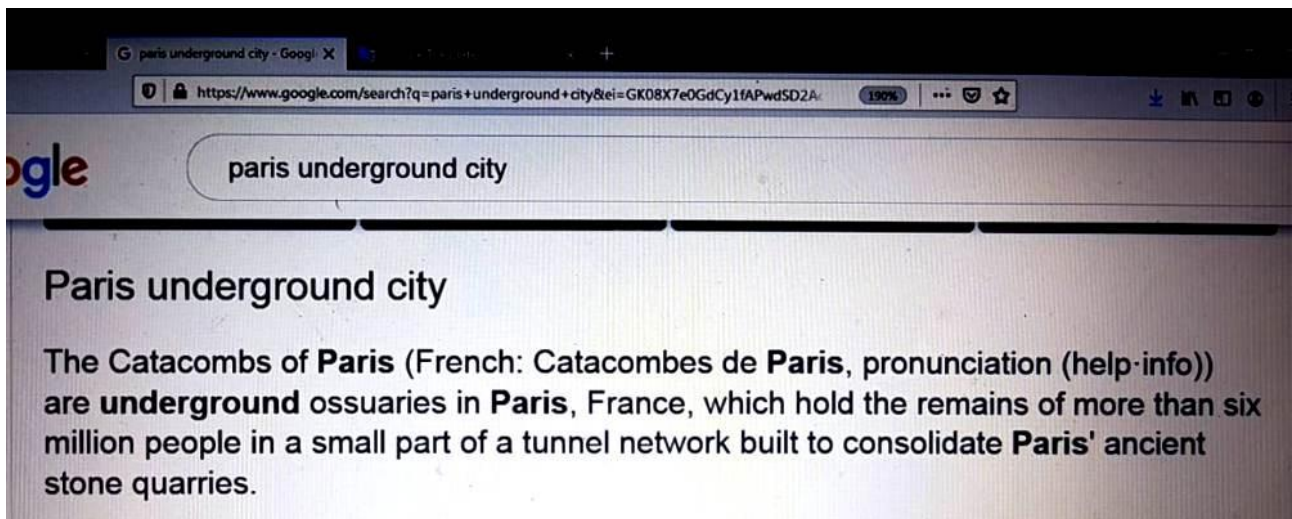 G paris underground city - Googl X +
https://www.google.com/search?q=paris+underground+city&ei=GK08X7e0GdCy1fAPwdSD2A 190%
ogle paris underground city
Paris underground city
The Catacombs of Paris (French: Catacombes de Paris, pronunciation (help·info))
are underground ossuaries in Paris, France, which hold the remains of more than six
million people in a small part of a tunnel network built to consolidate Paris' ancient
stone quarries.